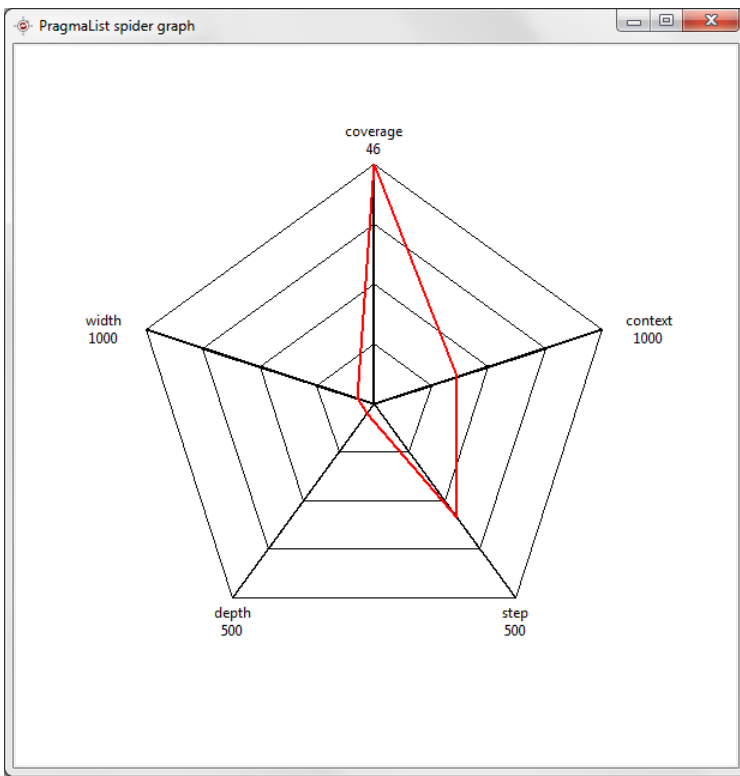 PragmaList spider graph
coverage
46
width
1000
context
1000
depth
500
step
500